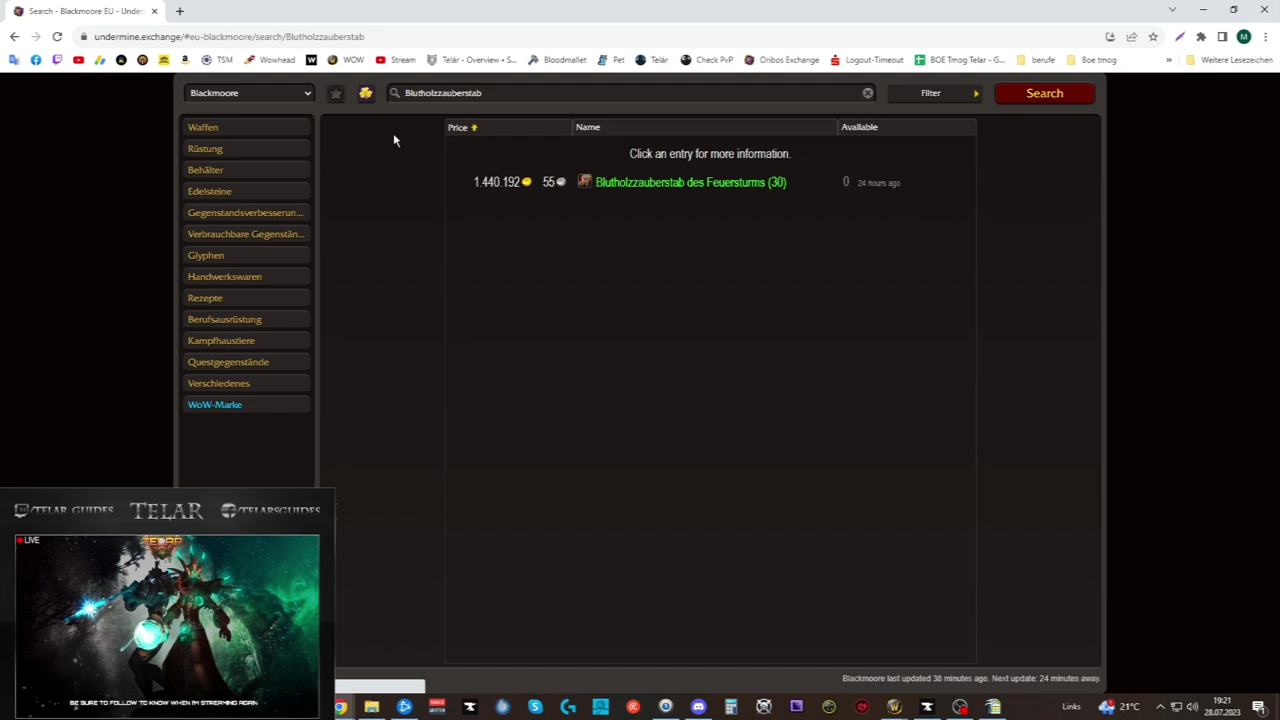 Search - Blackmoore EU - Under
undermine.exchange/#eu-blackmoore/search/Blutholzzauberstab
TSM Wowhead WOW Stream Telár - Overview • S... Bloodmallet Pet Telár Check PvP Oribos Exchange Logout-Timeout BOE Tmog Telar - G... berufe Boe tmog » Weitere Lesezeichen
Blackmoore Blutholzzauberstab Filter Search
Waffen
Rüstung
Behälter
Edelsteine
Gegenstandsverbesserun...
Verbrauchbare Gegenstän...
Glyphen
Handwerkswaren
Rezepte
Berufsausrüstung
Kampfhaustiere
Questgegenstände
Verschiedenes
WoW-Marke
Price Name Available
Click an entry for more information.
1.440.192 55 Blutholzzauberstab des Feuersturms (30) 0 24 hours ago
/TELAR GUIDES TELAR /TELARSGUIDES
LIVE
BE SURE TO FOLLOW TO KNOW WHEN I'M STREAMING AGAIN
Blackmoore last updated 38 minutes ago. Next update: 24 minutes away.
Links 21°C 19:21
28.07.2023